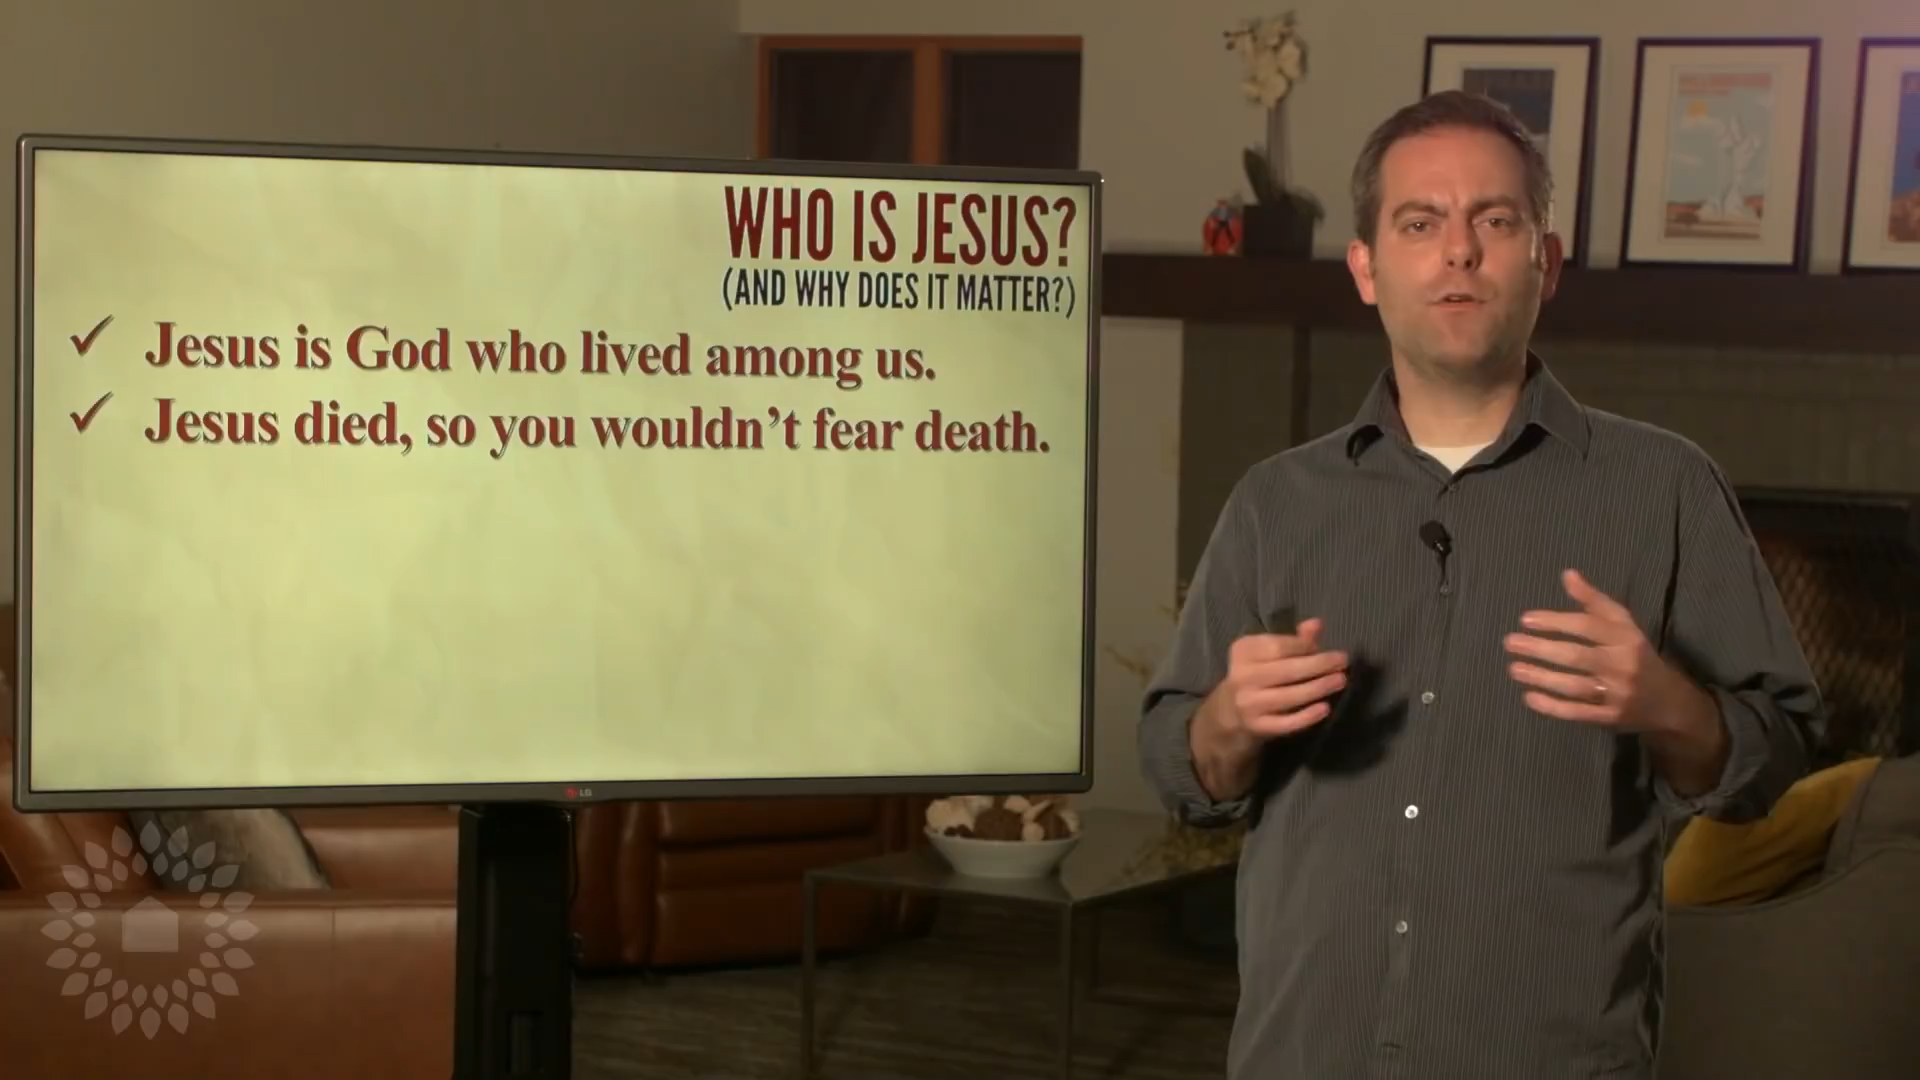 WHO IS JESUS?
(AND WHY DOES IT MATTER?)
✓ Jesus is God who lived among us.
✓ Jesus died, so you wouldn't fear death.
LG